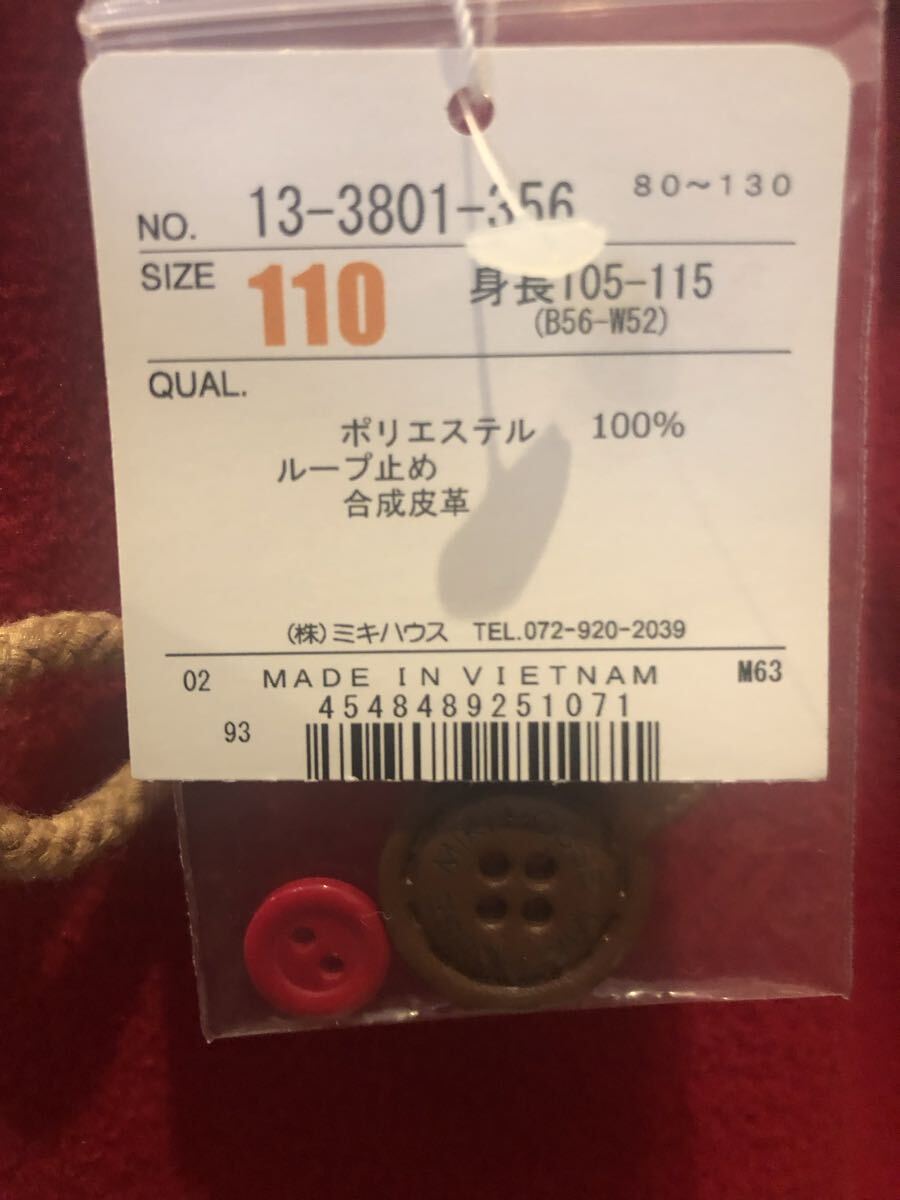 NO. 13-3801-356 80~130
SIZE 110 身長105-115
(B56-W52)
QUAL.
ポリエステル 100%
ループ止め
合成皮革
(株)ミキハウス TEL.072-920-2039
02 MADE IN VIETNAM M63
4548489251071
93